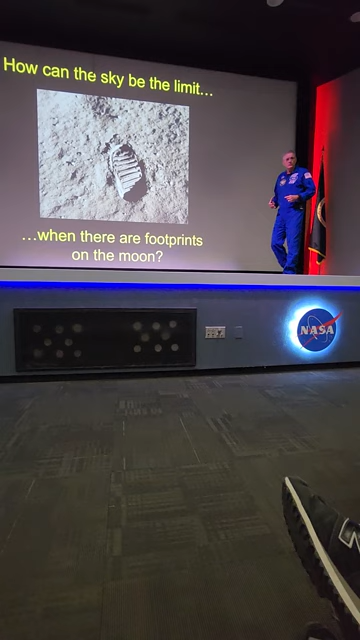 How can the sky be the limit...
...when there are footprints
on the moon?
NASA